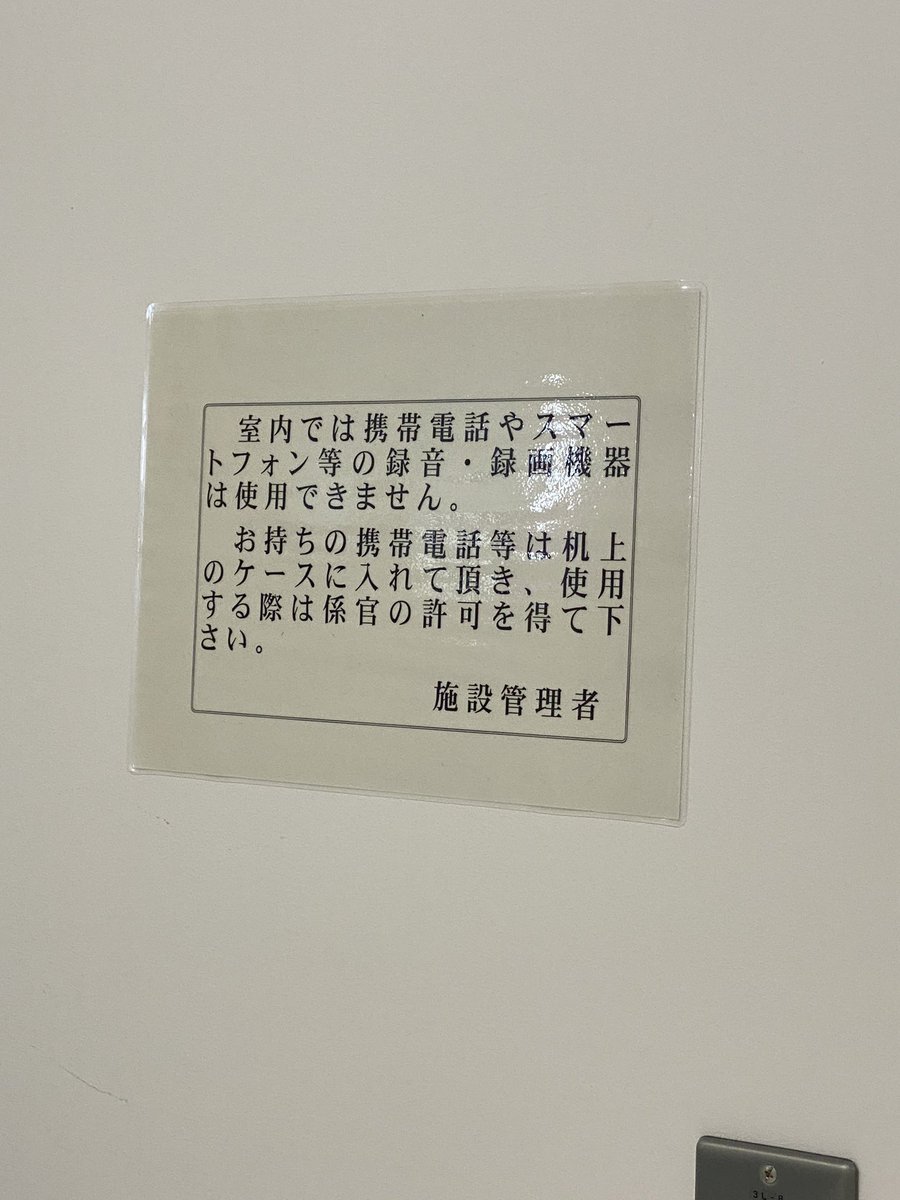 室内では携帯電話やスマー
トフォン等の録音・録画機器
は使用できません。
お持ちの携帯電話等は机上
のケースに入れて頂き、使用
する際は係官の許可を得て下
さい。
施設管理者
3L-8